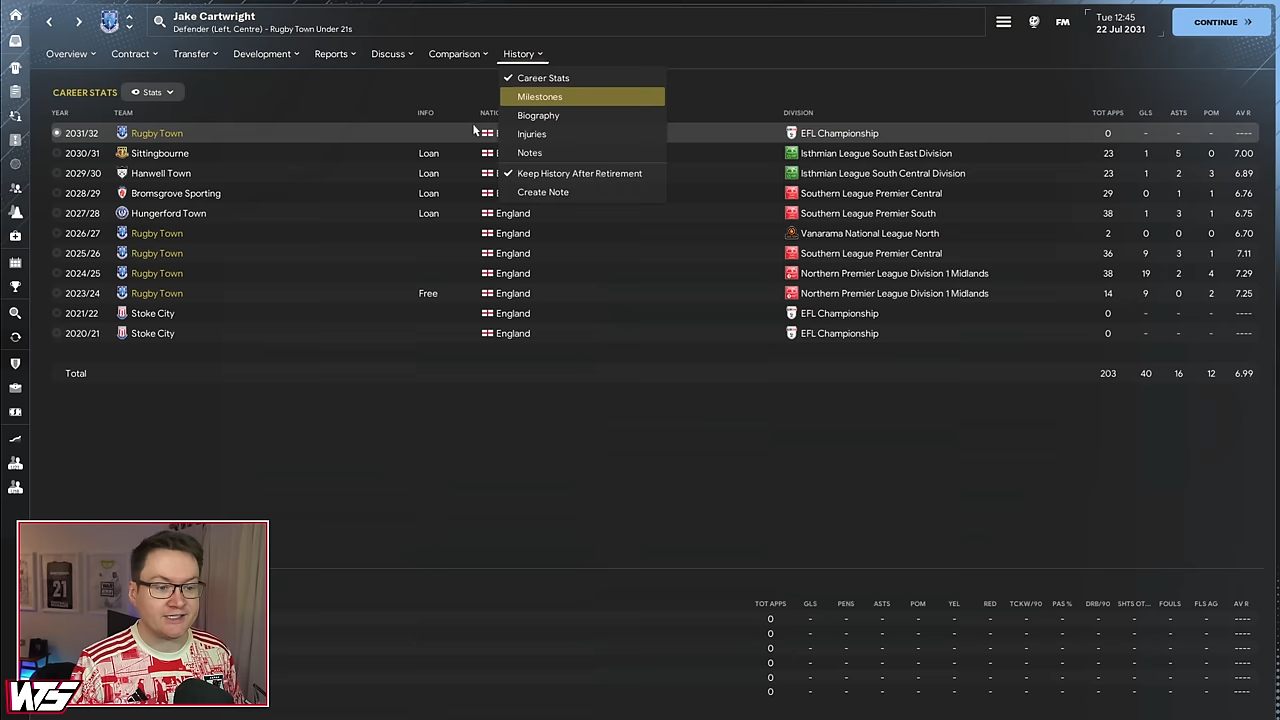 Jake Cartwright
Defender (Left, Centre) - Rugby Town Under 21s
FM
Tue 12:45
22 Jul 2031
CONTINUE
Overview Contract Transfer Development Reports Discuss Comparison History
CAREER STATS Stats
Career Stats
Milestones
Biography
Injuries
Notes
Keep History After Retirement
Create Note
YEAR TEAM INFO DIVISION TOT APPS GLS ASTS POM AV R
2031/32 Rugby Town EFL Championship 0 - - - ----
2030/31 Sittingbourne Loan Isthmian League South East Division 23 1 5 0 7.00
2029/30 Hanwell Town Loan Isthmian League South Central Division 23 1 2 3 6.89
2028/29 Bromsgrove Sporting Loan Southern League Premier Central 29 0 1 1 6.76
2027/28 Hungerford Town Loan England Southern League Premier South 38 1 3 1 6.75
2026/27 Rugby Town England Vanarama National League North 2 0 0 0 6.70
2025/26 Rugby Town England Southern League Premier Central 36 9 3 1 7.11
2024/25 Rugby Town England Northern Premier League Division 1 Midlands 38 19 2 4 7.29
2023/24 Rugby Town Free England Northern Premier League Division 1 Midlands 14 9 0 2 7.25
2021/22 Stoke City England EFL Championship 0 - - - ----
2020/21 Stoke City England EFL Championship 0 - - - ----
Total 203 40 16 12 6.99
TOT APPS GLS PENS ASTS POM YEL RED TCKW/90 PAS % DRB/90 SHTS OT... FOULS FLS AG AV R
0 - - - - - - - - - - - - ----
0 - - - - - - - - - - - - ----
0 - - - - - - - - - - - - ----
0 - - - - - - - - - - - - ----
0 - - - - - - - - - - - - ----
0 - - - - - - - - - - - - ----
21
WTS